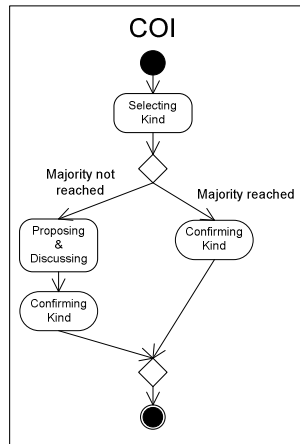 COI
Selecting
Kind
Majority not
reached
Majority reached
Proposing
&
Discussing
Confirming
Kind
Confirming
Kind